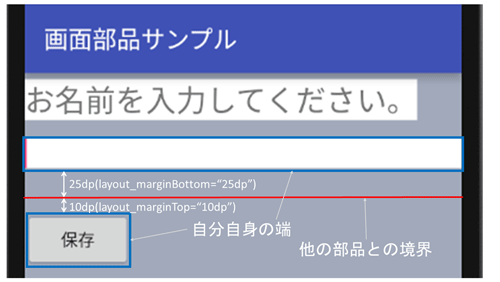 画面部品サンプル
お名前を入力してください。
25dp(layout_marginBottom=“25dp”)
10dp(layout_marginTop=“10dp”)
自分自身の端
保存
他の部品との境界